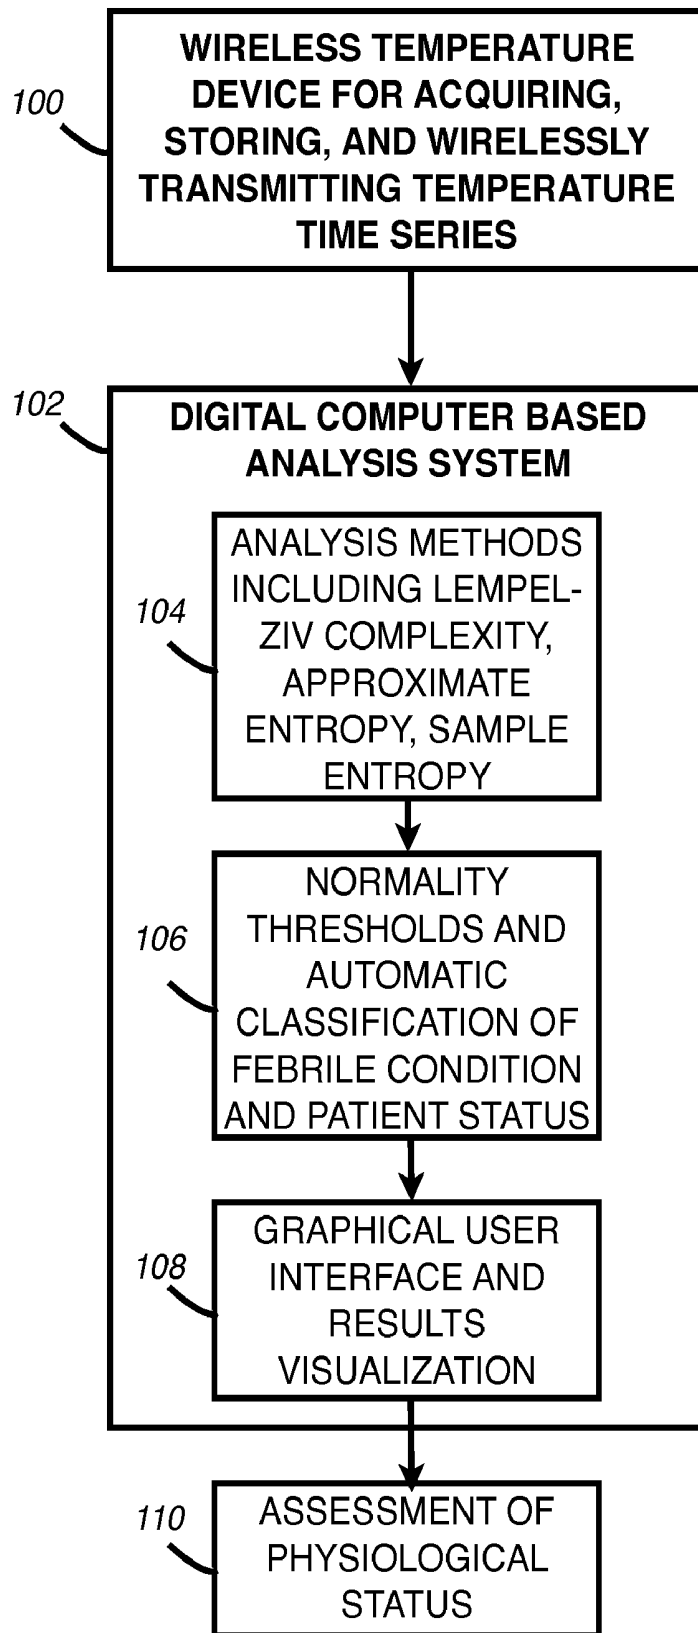 WIRELESS TEMPERATURE
DEVICE FOR ACQUIRING,
STORING, AND WIRELESSLY
TRANSMITTING TEMPERATURE
TIME SERIES
100
102
DIGITAL COMPUTER BASED
ANALYSIS SYSTEM
104
ANALYSIS METHODS
INCLUDING LEMPEL-
ZIV COMPLEXITY,
APPROXIMATE
ENTROPY, SAMPLE
ENTROPY
106
NORMALITY
THRESHOLDS AND
AUTOMATIC
CLASSIFICATION OF
FEBRILE CONDITION
AND PATIENT STATUS
108
GRAPHICAL USER
INTERFACE AND
RESULTS
VISUALIZATION
110
ASSESSMENT OF
PHYSIOLOGICAL
STATUS